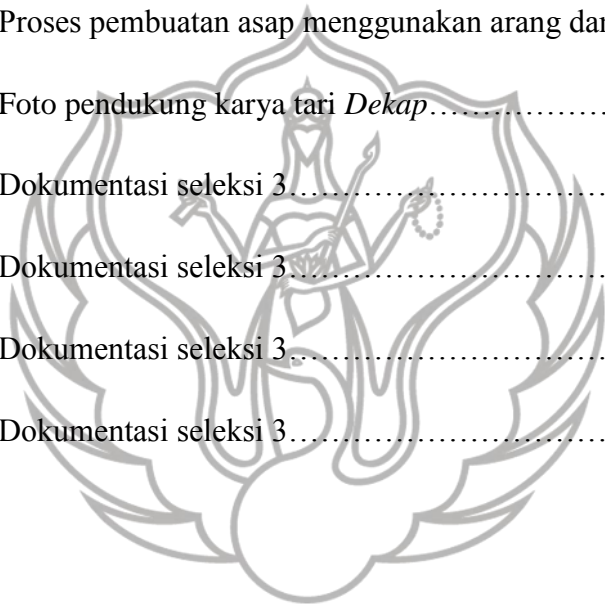 Proses pembuatan asap menggunakan arang dan
Foto pendukung karya tari Dekap………………
Dokumentasi seleksi 3……………………………
Dokumentasi seleksi 3……………………………
Dokumentasi seleksi 3……………………………
Dokumentasi seleksi 3……………………………